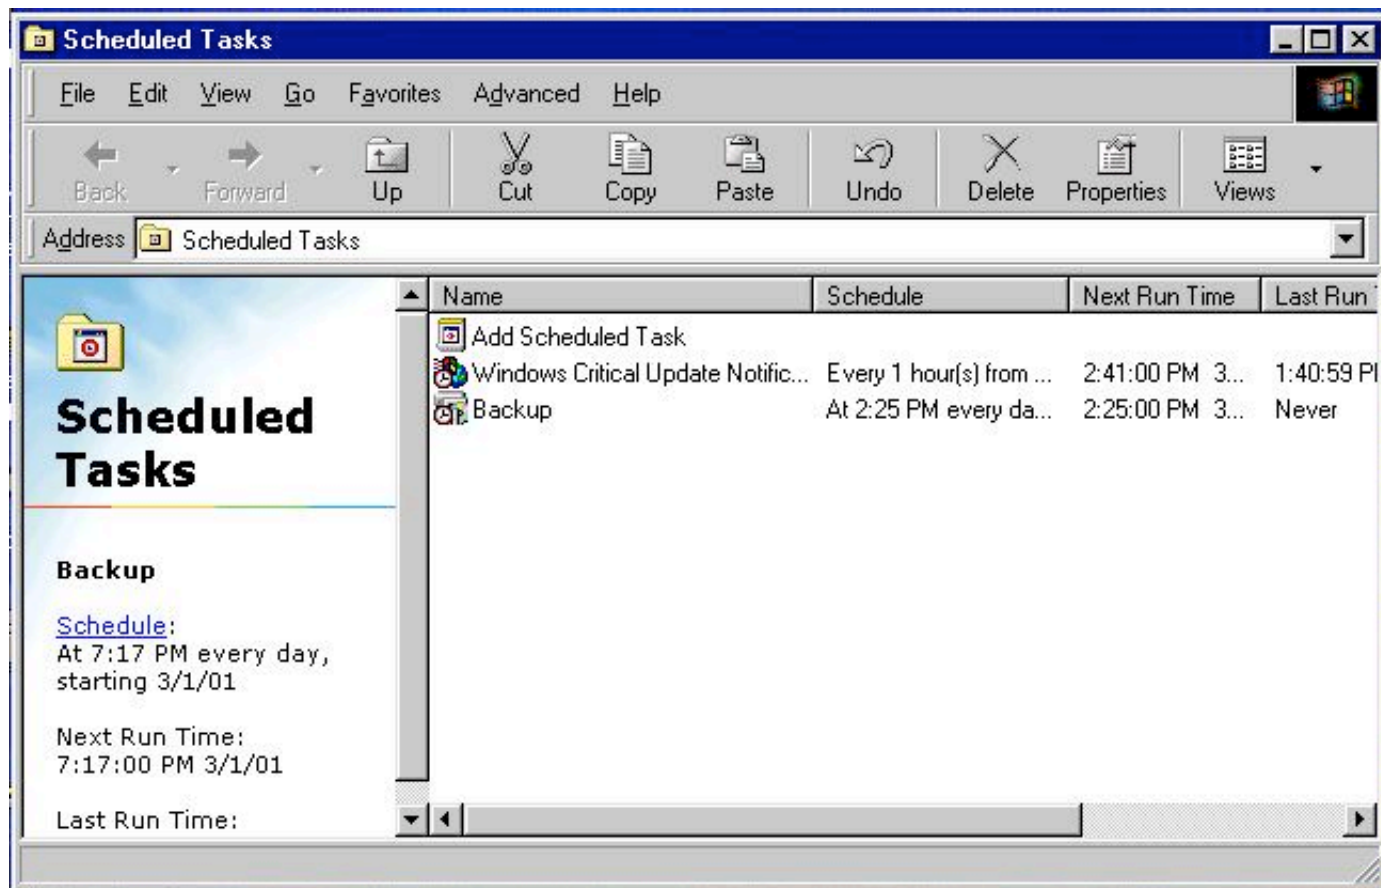 Scheduled Tasks
File Edit View Go Favorites Advanced Help
Back Forward Up Cut Copy Paste Undo Delete Properties Views
Address Scheduled Tasks
Name Schedule Next Run Time Last Run
Add Scheduled Task
Windows Critical Update Notific... Every 1 hour(s) from ... 2:41:00 PM 3... 1:40:59 P
Backup At 2:25 PM every da... 2:25:00 PM 3... Never
Scheduled
Tasks
Backup
Schedule:
At 7:17 PM every day,
starting 3/1/01
Next Run Time:
7:17:00 PM 3/1/01
Last Run Time: